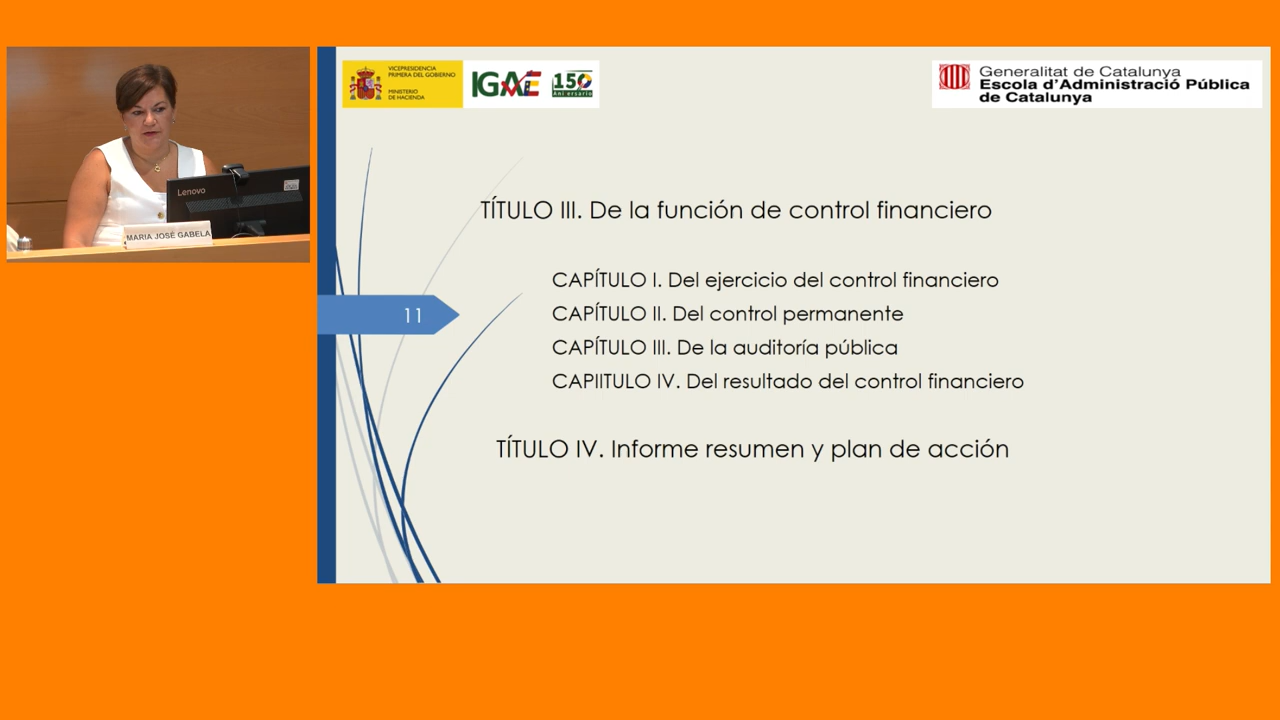 VICEPRESIDENCIA
PRIMERA DEL GOBIERNO
MINISTERIO
DE HACIENDA
IGAE
150
Aniversario
Generalitat de Catalunya
Escola d'Administració Pública
de Catalunya
Lenovo
MARIA JOSÉ GABELA
TÍTULO III. De la función de control financiero
CAPÍTULO I. Del ejercicio del control financiero
11
CAPÍTULO II. Del control permanente
CAPÍTULO III. De la auditoría pública
CAPIITULO IV. Del resultado del control financiero
TÍTULO IV. Informe resumen y plan de acción